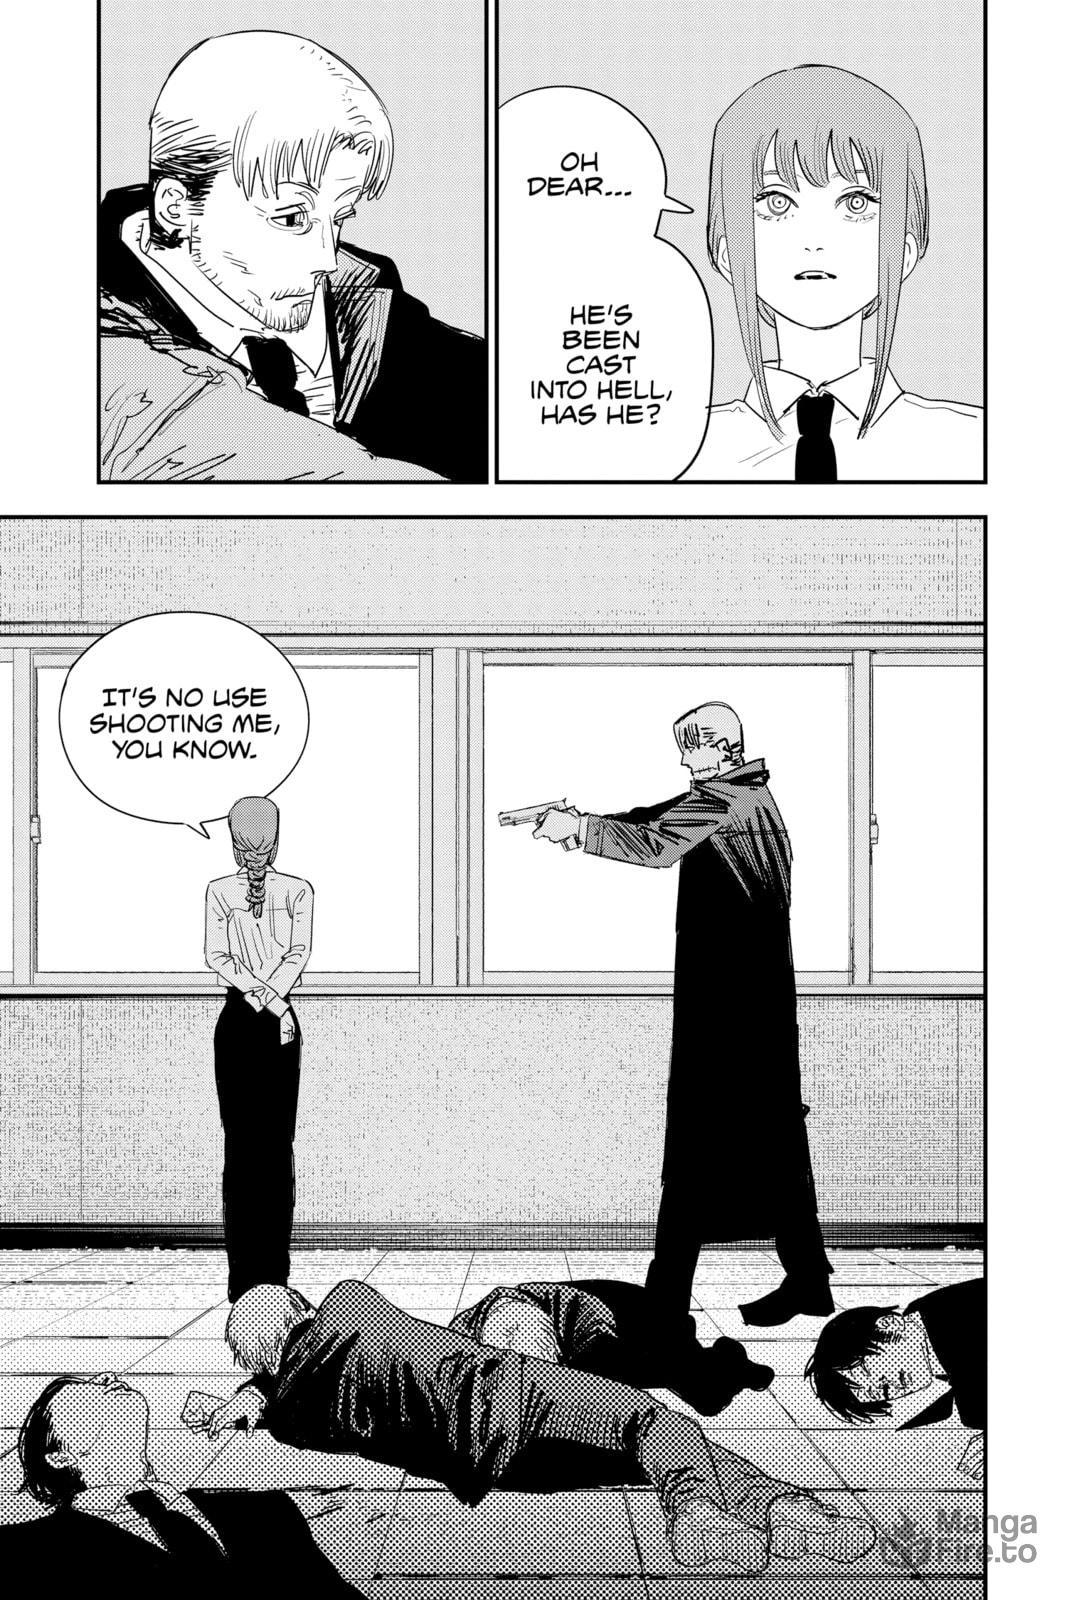 OH
DEAR...
HE'S
BEEN
CAST
INTO HELL,
HAS HE?
IT'S NO USE
SHOOTING ME,
YOU KNOW.
Manga
Fire.to